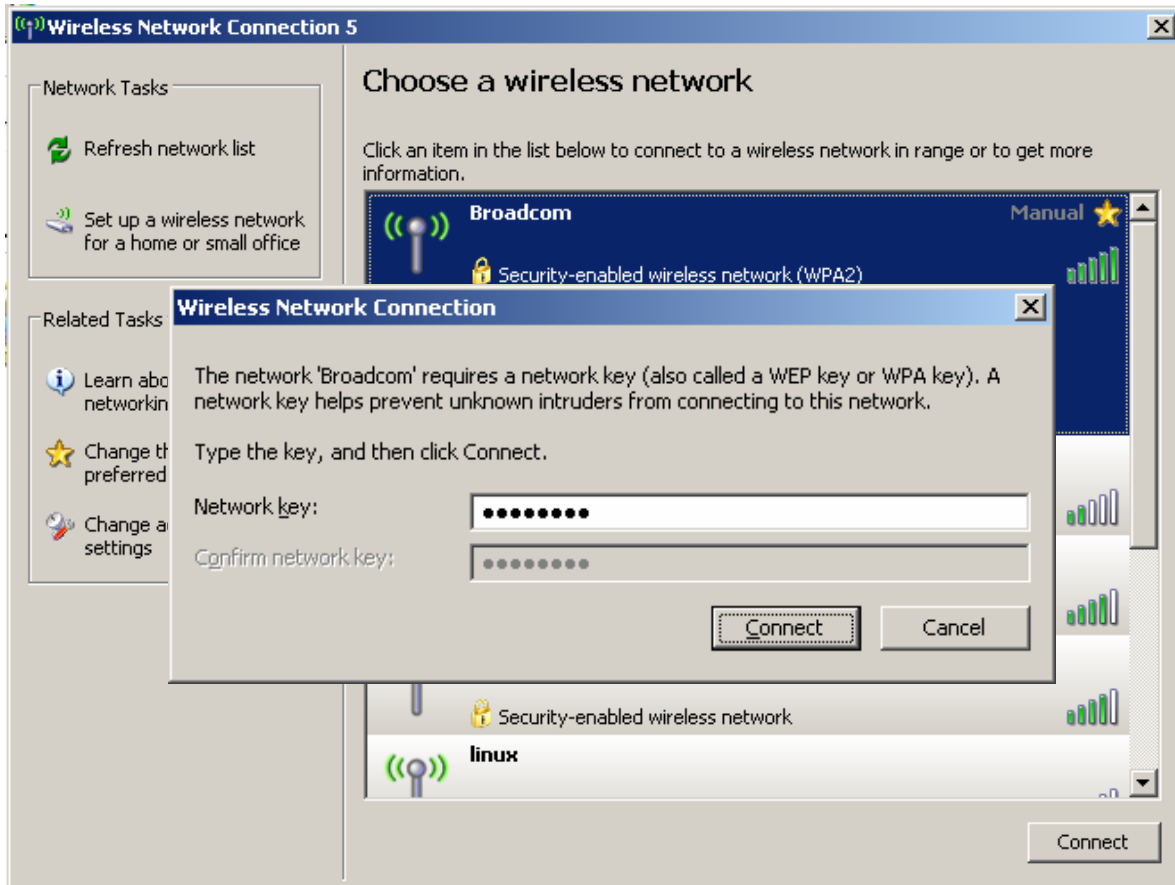 Wireless Network Connection 5
Network Tasks
Refresh network list
Set up a wireless network
for a home or small office
Related Tasks
Learn
networkin
Change
preferred
Change
settings
Choose a wireless network
Click an item in the list below to connect to a wireless network in range or to get more
information.
Broadcom
Manual
Security-enabled wireless network (WPA2)
Wireless Network Connection
The network 'Broadcom' requires a network key (also called a WEP key or WPA key). A
network key helps prevent unknown intruders from connecting to this network.
Type the key, and then click Connect.
Network key:
Confirm network key:
Connect
Cancel
Security-enabled wireless network
linux
Connect